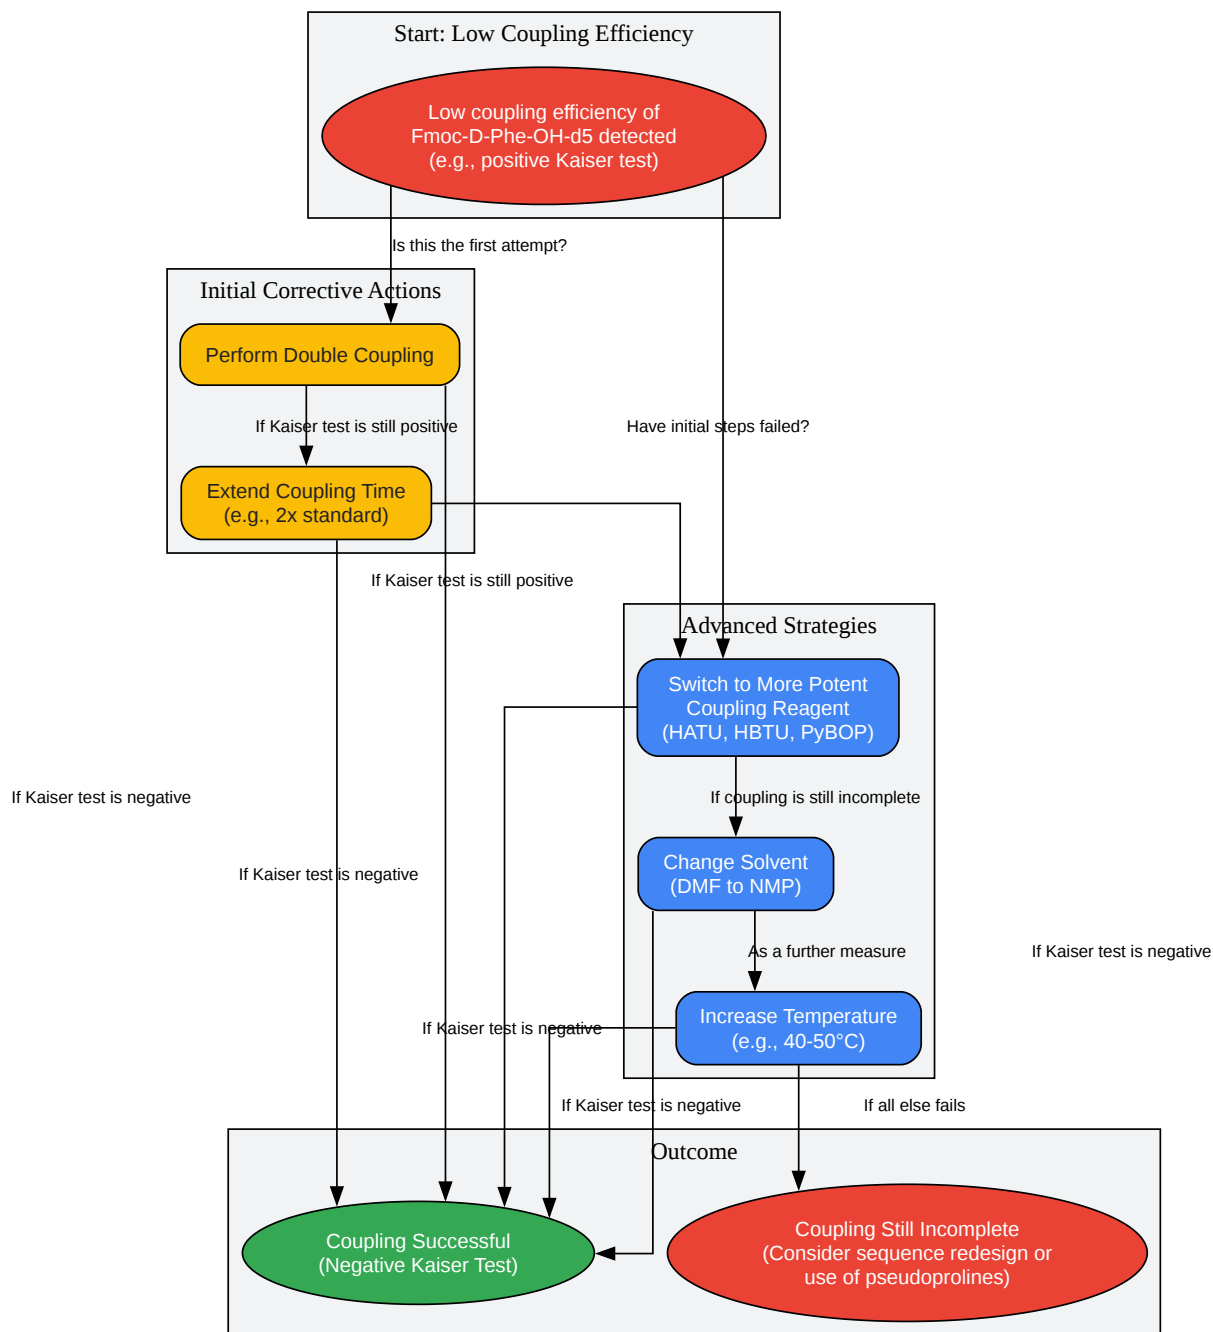 Start: Low Coupling Efficiency
Low coupling efficiency of
Fmoc-D-Phe-OH-d5 detected
(e.g., positive Kaiser test)
Is this the first attempt?
Initial Corrective Actions
Perform Double Coupling
If Kaiser test is still positive
Have initial steps failed?
Extend Coupling Time
(e.g., 2x standard)
If Kaiser test is still positive
Advanced Strategies
Switch to More Potent
Coupling Reagent
(HATU, HBTU, PyBOP)
If Kaiser test is negative
If coupling is still incomplete
If Kaiser test is negative
Change Solvent
(DMF to NMP)
As a further measure
If Kaiser test is negative
If Kaiser test is negative
Increase Temperature
(e.g., 40-50°C)
If Kaiser test is negative
If all else fails
Outcome
Coupling Successful
(Negative Kaiser Test)
Coupling Still Incomplete
(Consider sequence redesign or
use of pseudoprolines)